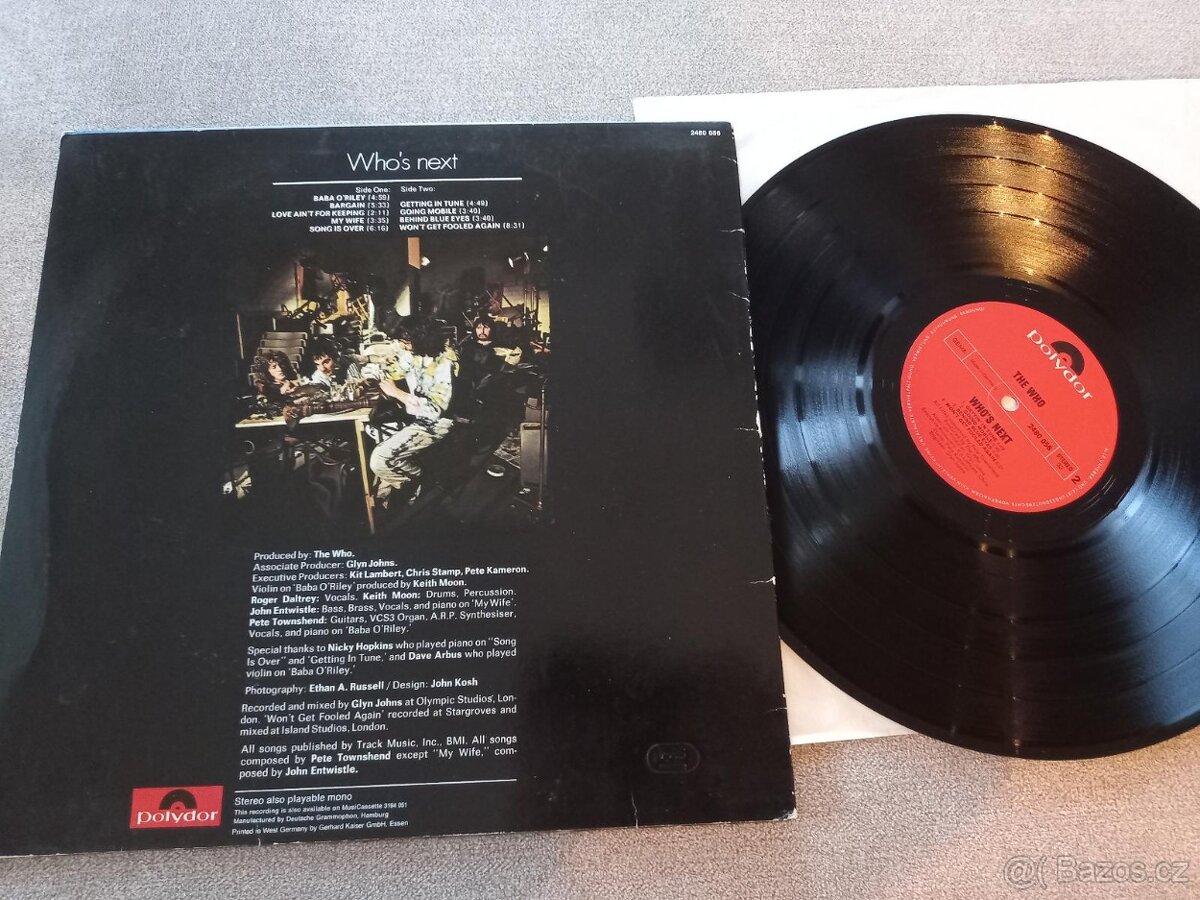 2480 056
Who's next
Side One:
BABA O'RILEY (4:59)
BARGAIN (5:33)
LOVE AIN'T FOR KEEPING (2:11)
MY WIFE (3:35)
SONG IS OVER (6:16)
Side Two:
GETTING IN TUNE (4:49)
GOING MOBILE (3:40)
BEHIND BLUE EYES (3:40)
WON'T GET FOOLED AGAIN (8:31)
Produced by: The Who.
Associate Producer: Glyn Johns.
Executive Producers: Kit Lambert, Chris Stamp, Pete Kameron.
Violin on 'Baba O'Riley' produced by Keith Moon.
Roger Daltrey: Vocals. Keith Moon: Drums, Percussion.
John Entwistle: Bass, Brass, Vocals, and piano on 'My Wife'.
Pete Townshend: Guitars, VCS3 Organ, A.R.P. Synthesiser,
Vocals, and piano on 'Baba O'Riley.'
Special thanks to Nicky Hopkins who played piano on "Song
Is Over" and 'Getting In Tune,' and Dave Arbus who played
violin on 'Baba O'Riley.'
Photography: Ethan A. Russell / Design: John Kosh
Recorded and mixed by Glyn Johns at Olympic Studios, Lon-
don. 'Won't Get Fooled Again' recorded at Stargroves and
mixed at Island Studios, London.
All songs published by Track Music, Inc., BMI. All songs
composed by Pete Townshend except "My Wife," com-
posed by John Entwistle.
polydor
Stereo also playable mono
This recording is also available on MusiCassette 3194 051
Manufactured by Deutsche Grammophon, Hamburg
Printed in West Germany by Gerhard Kaiser GmbH, Essen
polydor
THE WHO
WHO'S NEXT
2480 056
STEREO
2
Bazos.cz